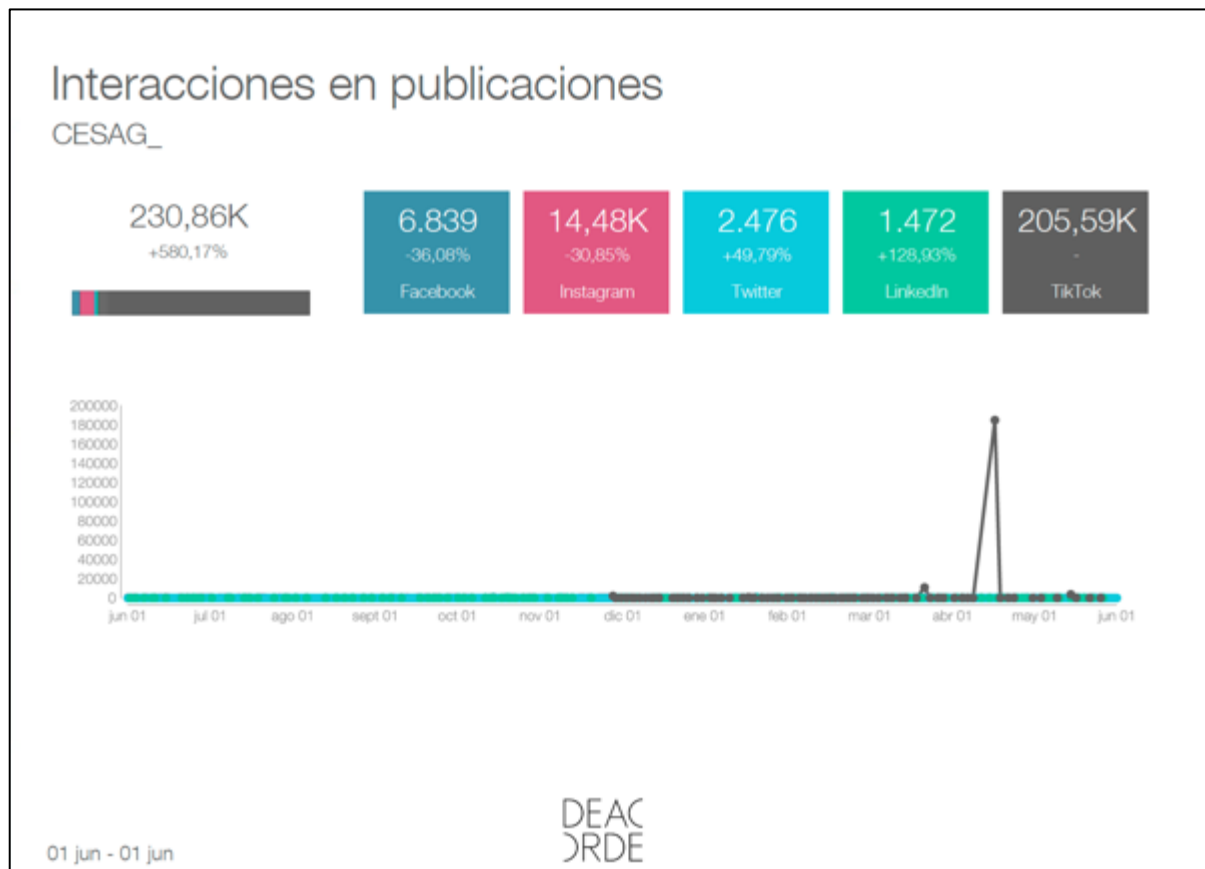 Interacciones en publicaciones
CESAG_
230,86K
+580,17%
6.839
-36,08%
Facebook
14,48K
-30,85%
Instagram
2.476
+49,79%
Twitter
1.472
+128,93%
LinkedIn
205,59K
-
TikTok
200000
180000
160000
140000
120000
100000
80000
60000
40000
20000
0
jun 01 jul 01 ago 01 sept 01 oct 01 nov 01 dic 01 ene 01 feb 01 mar 01 abr 01 may 01 jun 01
DEAC
ORDE
01 jun - 01 jun